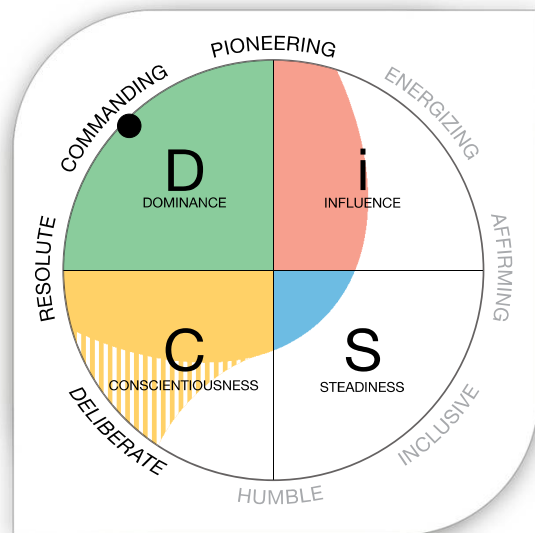 PIONEERING
ENERGIZING
COMMANDING
D
DOMINANCE
i
INFLUENCE
RESOLUTE
AFFIRMING
C
CONSCIENTIOUSNESS
S
STEADINESS
DELIBERATE
INCLUSIVE
HUMBLE